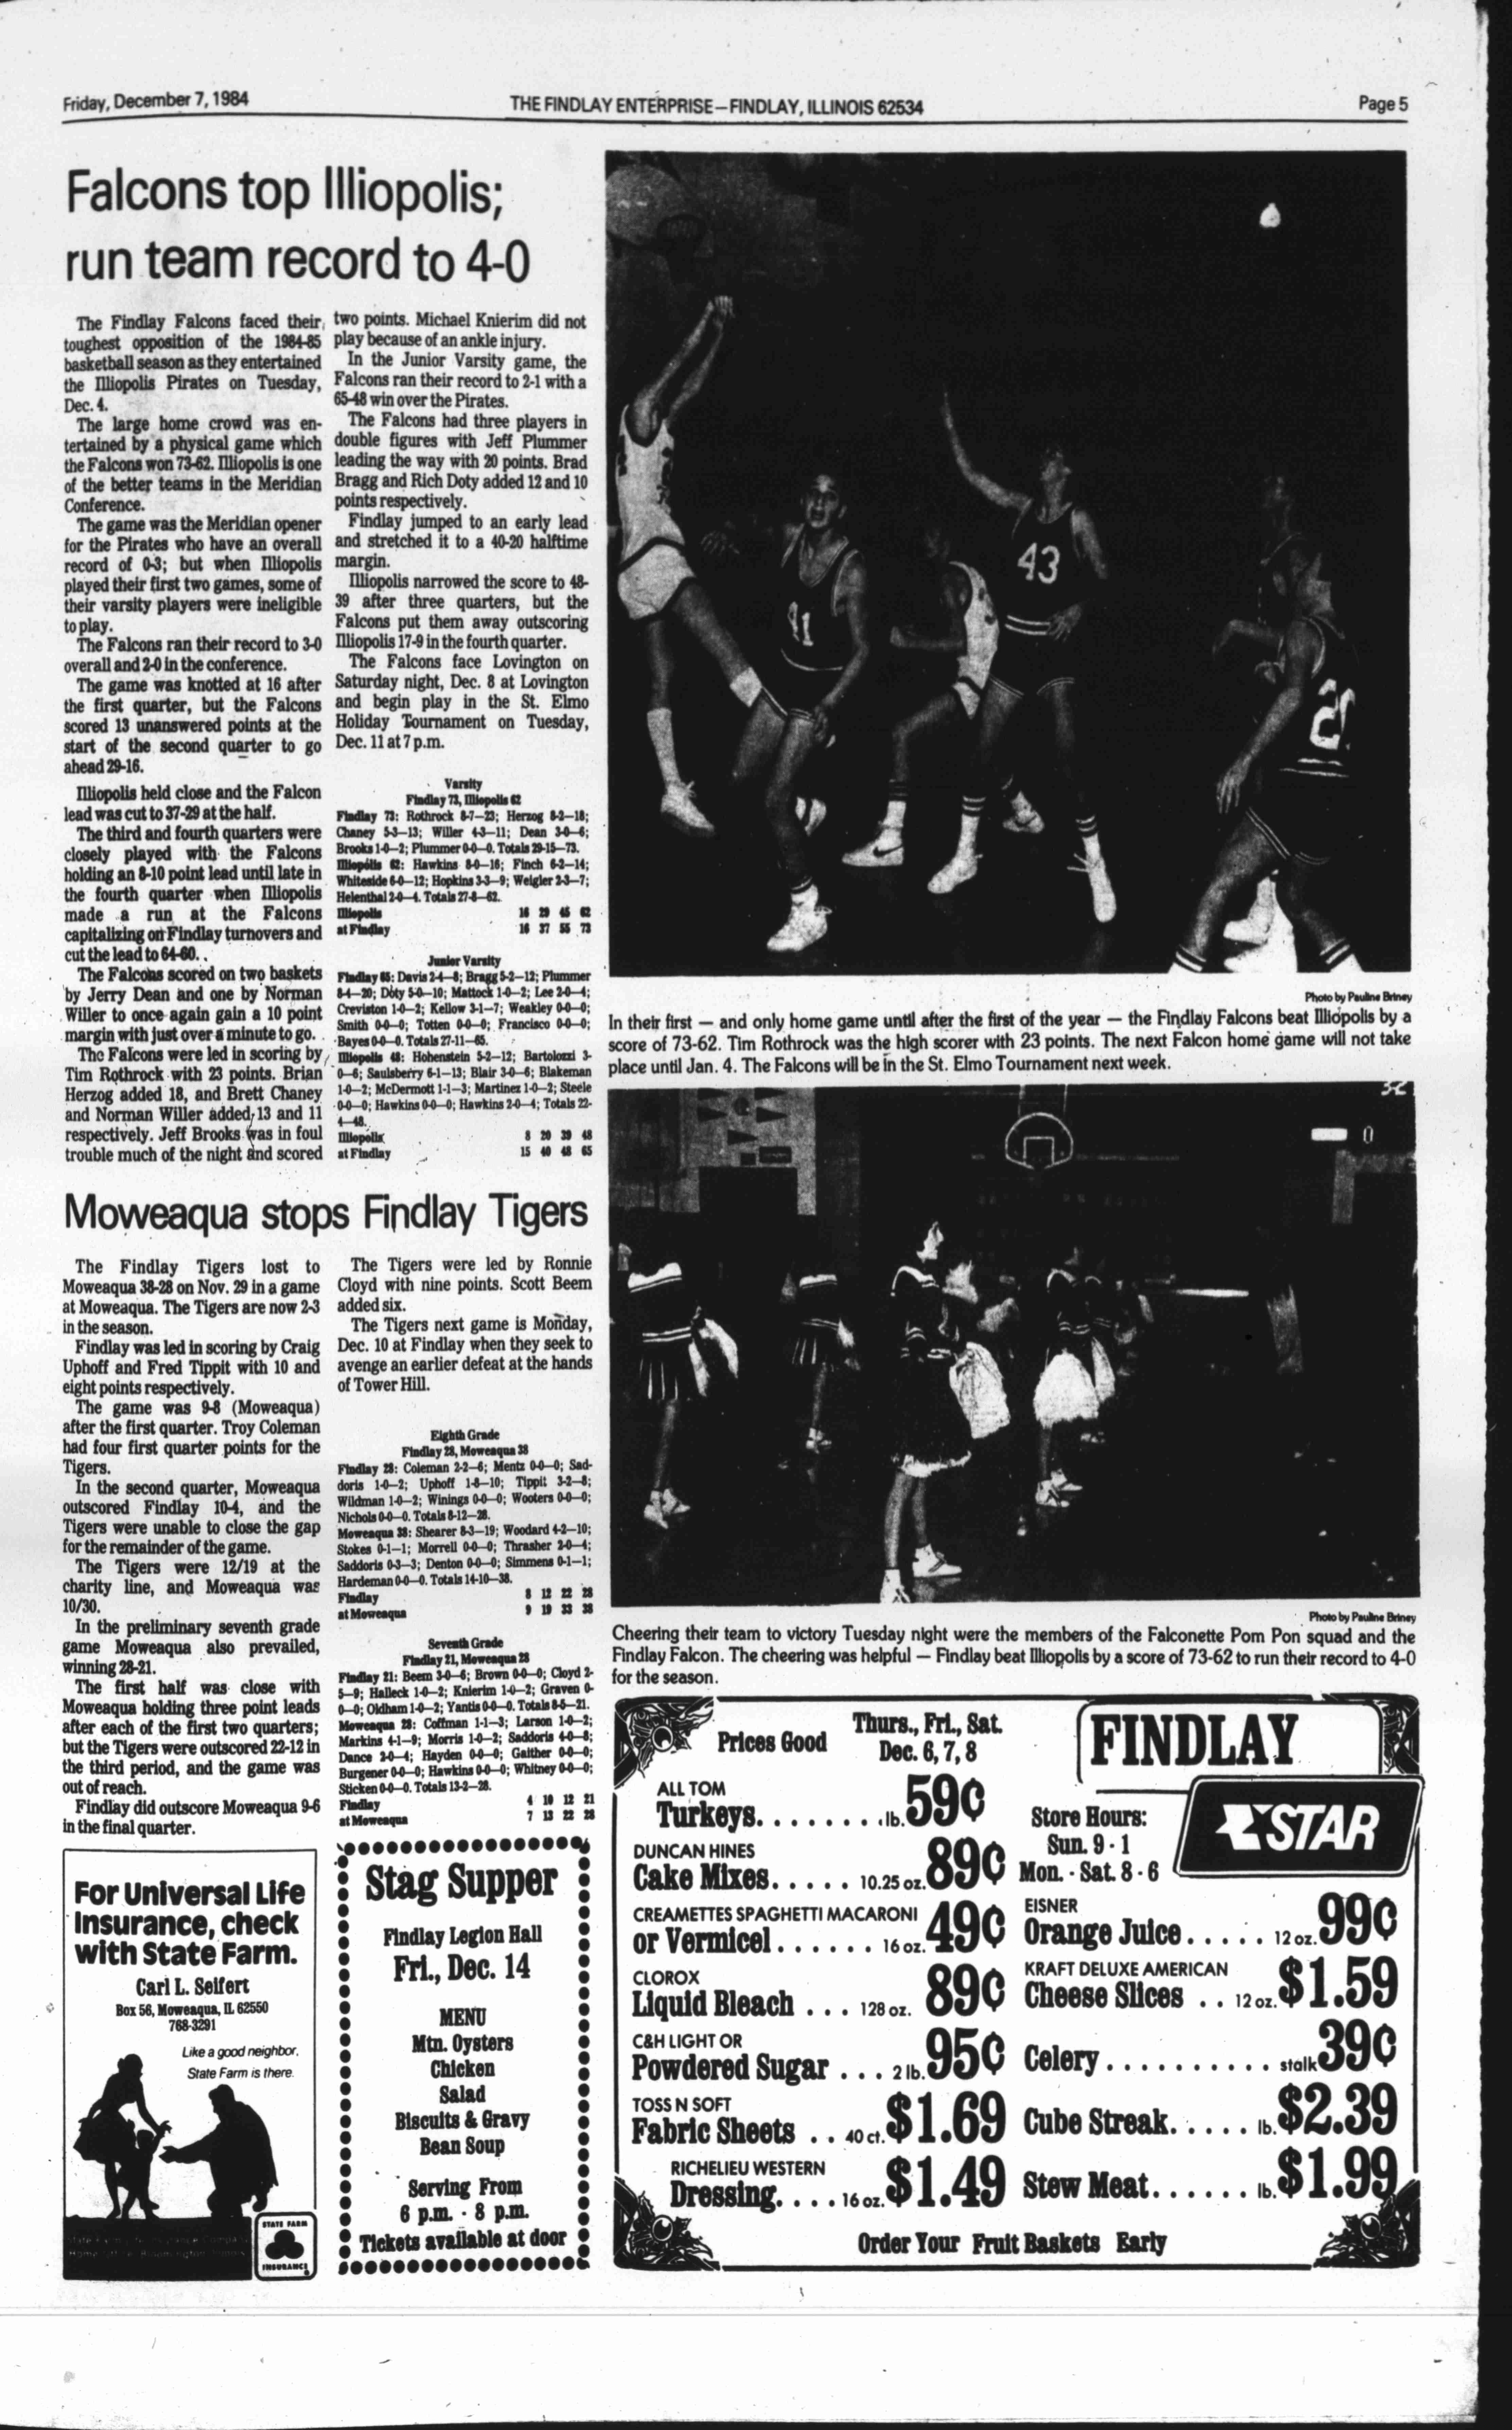 Friday, December 7, 1984
THE FINDLAY ENTERPRISE—FINDLAY, ILLINOIS 62534
Page 5
Falcons top Illiopolis;
run team record to 4-0
The Findlay Falcons faced their
toughest opposition of the 1984-85
basketball season as they entertained
the Illiopolis Pirates on Tuesday,
Dec. 4.
The large home crowd was en-
tertained by a physical game which
the Falcons won 73-62. Illiopolis is one
of the better teams in the Meridian
Conference.
The game was the Meridian opener
for the Pirates who have an overall
record of 0-3; but when Illiopolis
played their first two games, some of
their varsity players were ineligible
to play.
The Falcons ran their record to 3-0
overall and 2-0 in the conference.
The game was knotted at 16 after
the first quarter, but the Falcons
scored 13 unanswered points at the
start of the second quarter to go
ahead 29-16.
Illiopolis held close and the Falcon
lead was cut to 37-29 at the half.
The third and fourth quarters were
closely played with the Falcons
holding an 8-10 point lead until late in
the fourth quarter when Illiopolis
made a run at the Falcons
capitalizing on Findlay turnovers and
cut the lead to 64-60.
The Falcons scored on two baskets
by Jerry Dean and one by Norman
Willer to once again gain a 10 point
margin with just over a minute to go.
The Falcons were led in scoring by
Tim Rothrock with 23 points. Brian
Herzog added 18, and Brett Chaney
and Norman Willer added 13 and 11
respectively. Jeff Brooks was in foul
trouble much of the night and scored
two points. Michael Knierim did not
play because of an ankle injury.
In the Junior Varsity game, the
Falcons ran their record to 2-1 with a
65-48 win over the Pirates.
The Falcons had three players in
double figures with Jeff Plummer
leading the way with 20 points. Brad
Bragg and Rich Doty added 12 and 10
points respectively.
Findlay jumped to an early lead
and stretched it to a 40-20 halftime
margin.
Illiopolis narrowed the score to 48-
39 after three quarters, but the
Falcons put them away outscoring
Illiopolis 17-9 in the fourth quarter.
The Falcons face Lovington on
Saturday night, Dec. 8 at Lovington
and begin play in the St. Elmo
Holiday Tournament on Tuesday,
Dec. 11 at 7 p.m.
Varsity
Findlay 73, Illiopolis 62
Findlay 73: Rothrock 8-7—23; Herzog 8-2—18;
Chaney 5-3—13; Willer 4-3—11; Dean 3-0—6;
Brooks 1-0—2; Plummer 0-0—0. Totals 29-15—73.
Illiopolis 62: Hawkins 8-0—16; Finch 6-2—14;
Whiteside 6-0—12; Hopkins 3-3—9; Weigler 2-3—7;
Helenthal 2-0—4. Totals 27-8—62.
Illiopolis 16 29 45 62
at Findlay 16 37 55 73
Junior Varsity
Findlay 65: Davis 2-4—8; Bragg 5-2—12; Plummer
8-4—20; Doty 5-0—10; Mattock 1-0—2; Lee 2-0—4;
Creviston 1-0—2; Kellow 3-1—7; Weakley 0-0—0;
Smith 0-0—0; Totten 0-0—0; Francisco 0-0—0;
Bayes 0-0—0. Totals 27-11—65.
Illiopolis 48: Hohenstein 5-2—12; Bartolozzi 3-
0—6; Saulsberry 6-1—13; Blair 3-0—6; Blakeman
1-0—2; McDermott 1-1—3; Martinez 1-0—2; Steele
0-0—0; Hawkins 0-0—0; Hawkins 2-0—4; Totals 22-
4—48.
Illiopolis 8 20 39 48
at Findlay 15 40 48 65
43
41
Photo by Pauline Briney
In their first — and only home game until after the first of the year — the Findlay Falcons beat Illiopolis by a
score of 73-62. Tim Rothrock was the high scorer with 23 points. The next Falcon home game will not take
place until Jan. 4. The Falcons will be in the St. Elmo Tournament next week.
Photo by Pauline Briney
Cheering their team to victory Tuesday night were the members of the Falconette Pom Pon squad and the
Findlay Falcon. The cheering was helpful — Findlay beat Illiopolis by a score of 73-62 to run their record to 4-0
for the season.
Moweaqua stops Findlay Tigers
The Findlay Tigers lost to
Moweaqua 38-28 on Nov. 29 in a game
at Moweaqua. The Tigers are now 2-3
in the season.
Findlay was led in scoring by Craig
Uphoff and Fred Tippit with 10 and
eight points respectively.
The game was 9-8 (Moweaqua)
after the first quarter. Troy Coleman
had four first quarter points for the
Tigers.
In the second quarter, Moweaqua
outscored Findlay 10-4, and the
Tigers were unable to close the gap
for the remainder of the game.
The Tigers were 12/19 at the
charity line, and Moweaqua was
10/30.
In the preliminary seventh grade
game Moweaqua also prevailed,
winning 28-21.
The first half was close with
Moweaqua holding three point leads
after each of the first two quarters;
but the Tigers were outscored 22-12 in
the third period, and the game was
out of reach.
Findlay did outscore Moweaqua 9-6
in the final quarter.
The Tigers were led by Ronnie
Cloyd with nine points. Scott Beem
added six.
The Tigers next game is Monday,
Dec. 10 at Findlay when they seek to
avenge an earlier defeat at the hands
of Tower Hill.
Eighth Grade
Findlay 28, Moweaqua 38
Findlay 28: Coleman 2-2—6; Mentz 0-0—0; Sad-
doris 1-0—2; Uphoff 1-8—10; Tippit 3-2—8;
Wildman 1-0—2; Winings 0-0—0; Wooters 0-0—0;
Nichols 0-0—0. Totals 8-12—28.
Moweaqua 38: Shearer 8-3—19; Woodard 4-2—10;
Stokes 0-1—1; Morrell 0-0—0; Thrasher 2-0—4;
Saddoris 0-3—3; Denton 0-0—0; Simmens 0-1—1;
Hardeman 0-0—0. Totals 14-10—38.
Findlay 8 12 22 28
at Moweaqua 9 19 33 38
Seventh Grade
Findlay 21, Moweaqua 28
Findlay 21: Beem 3-0—6; Brown 0-0—0; Cloyd 2-
5—9; Halleck 1-0—2; Knierim 1-0—2; Graven 0-
0—0; Oldham 1-0—2; Yantis 0-0—0. Totals 8-5—21.
Moweaqua 28: Coffman 1-1—3; Larson 1-0—2;
Markins 4-1—9; Morris 1-0—2; Saddoris 4-0—8;
Dance 2-0—4; Hayden 0-0—0; Gaither 0-0—0;
Burgener 0-0—0; Hawkins 0-0—0; Whitney 0-0—0;
Sticken 0-0—0. Totals 13-2—28.
Findlay 4 10 12 21
at Moweaqua 7 13 22 28
For Universal Life
Insurance, check
with State Farm.
Carl L. Seifert
Box 56, Moweaqua, IL 62550
768-3291
Like a good neighbor,
State Farm is there.
STATE FARM
INSURANCE
Stag Supper
Findlay Legion Hall
Fri., Dec. 14
MENU
Mtn. Oysters
Chicken
Salad
Biscuits & Gravy
Bean Soup
Serving From
6 p.m. - 8 p.m.
Tickets available at door
Prices Good
Thurs., Fri., Sat.
Dec. 6, 7, 8
FINDLAY
STAR
Store Hours:
Sun. 9 - 1
Mon. - Sat. 8 - 6
ALL TOM
Turkeys........lb. 59¢
DUNCAN HINES
Cake Mixes..... 10.25 oz. 89¢
CREAMETTES SPAGHETTI MACARONI
or Vermicel...... 16 oz. 49¢
CLOROX
Liquid Bleach ... 128 oz. 89¢
C&H LIGHT OR
Powdered Sugar ... 2 lb. 95¢
TOSS N SOFT
Fabric Sheets .. 40 ct. $1.69
RICHELIEU WESTERN
Dressing.... 16 oz. $1.49
EISNER
Orange Juice..... 12 oz. 99¢
KRAFT DELUXE AMERICAN
Cheese Slices .. 12 oz. $1.59
Celery.......... stalk 39¢
Cube Streak..... lb. $2.39
Stew Meat...... lb. $1.99
Order Your Fruit Baskets Early